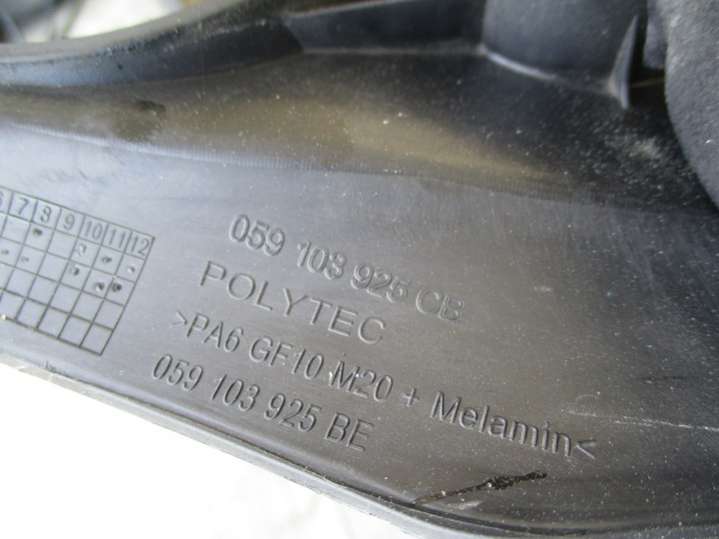 7 8 9 10 11 12
059 103 925 CB
POLYTEC
>PA6 GF10 M20 + Melamin<
059 103 925 BE